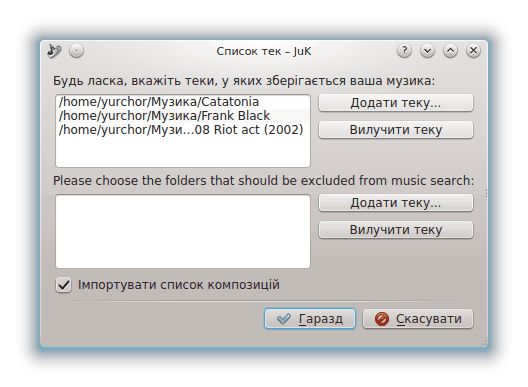 Список тек – JuK
Будь ласка, вкажіть теки, у яких зберігається ваша музика:
/home/yurchor/Музика/Catatonia
Додати теку...
/home/yurchor/Музика/Frank Black
/home/yurchor/Музи...08 Riot act (2002)
Вилучити теку
Please choose the folders that should be excluded from music search:
Додати теку...
Вилучити теку
Імпортувати список композицій
Гаразд
Скасувати